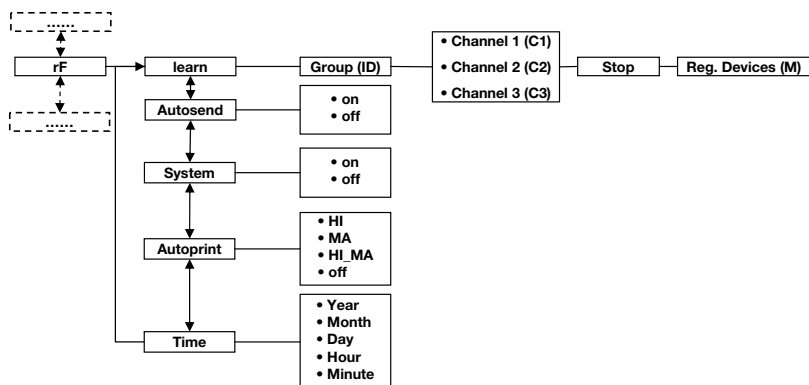 ......
rF
......
learn
Group (ID)
• Channel 1 (C1)
• Channel 2 (C2)
• Channel 3 (C3)
Stop
Reg. Devices (M)
Autosend
• on
• off
System
• on
• off
Autoprint
• HI
• MA
• HI_MA
• off
Time
• Year
• Month
• Day
• Hour
• Minute